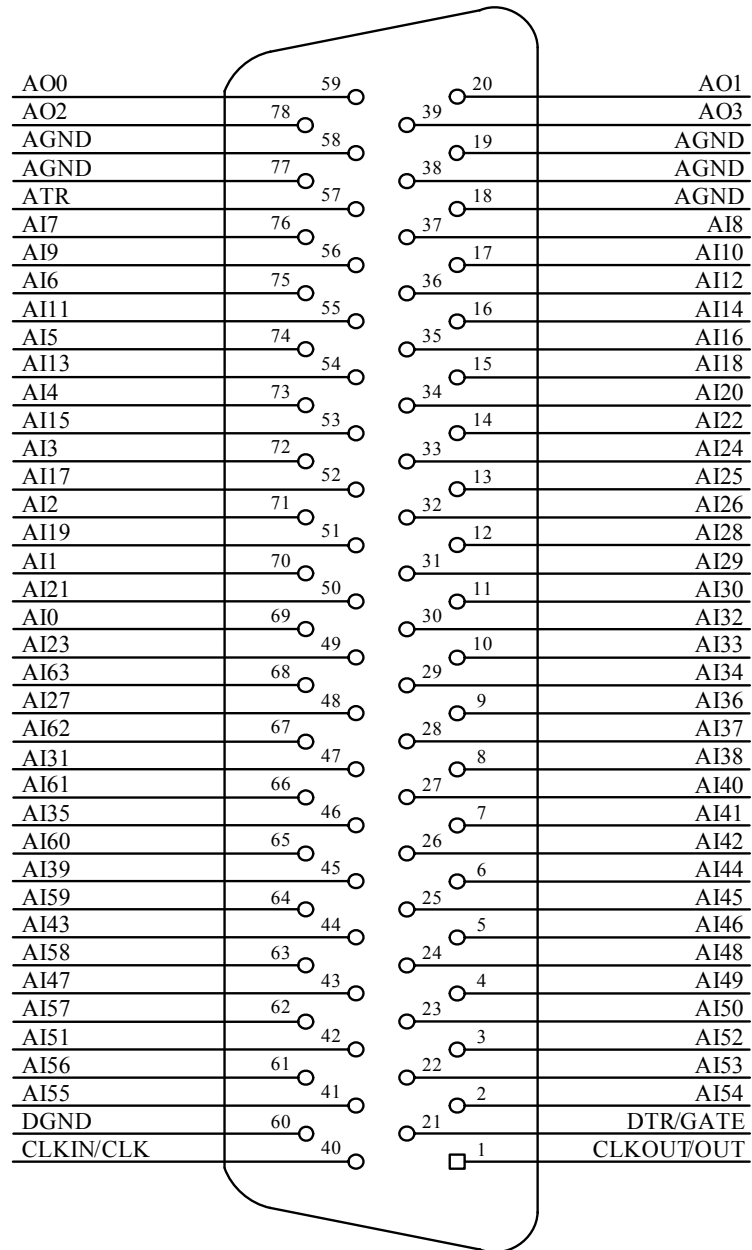 AO0 59 20 AO1
AO2 78 39 AO3
AGND 58 19 AGND
AGND 77 38 AGND
ATR 57 18 AGND
AI7 76 37 AI8
AI9 56 17 AI10
AI6 75 36 AI12
AI11 55 16 AI14
AI5 74 35 AI16
AI13 54 15 AI18
AI4 73 34 AI20
AI15 53 14 AI22
AI3 72 33 AI24
AI17 52 13 AI25
AI2 71 32 AI26
AI19 51 12 AI28
AI1 70 31 AI29
AI21 50 11 AI30
AI0 69 30 AI32
AI23 49 10 AI33
AI63 68 29 AI34
AI27 48 9 AI36
AI62 67 28 AI37
AI31 47 8 AI38
AI61 66 27 AI40
AI35 46 7 AI41
AI60 65 26 AI42
AI39 45 6 AI44
AI59 64 25 AI45
AI43 44 5 AI46
AI58 63 24 AI48
AI47 43 4 AI49
AI57 62 23 AI50
AI51 42 3 AI52
AI56 61 22 AI53
AI55 41 2 AI54
DGND 60 21 DTR/GATE
CLKIN/CLK 40 1 CLKOUT/OUT